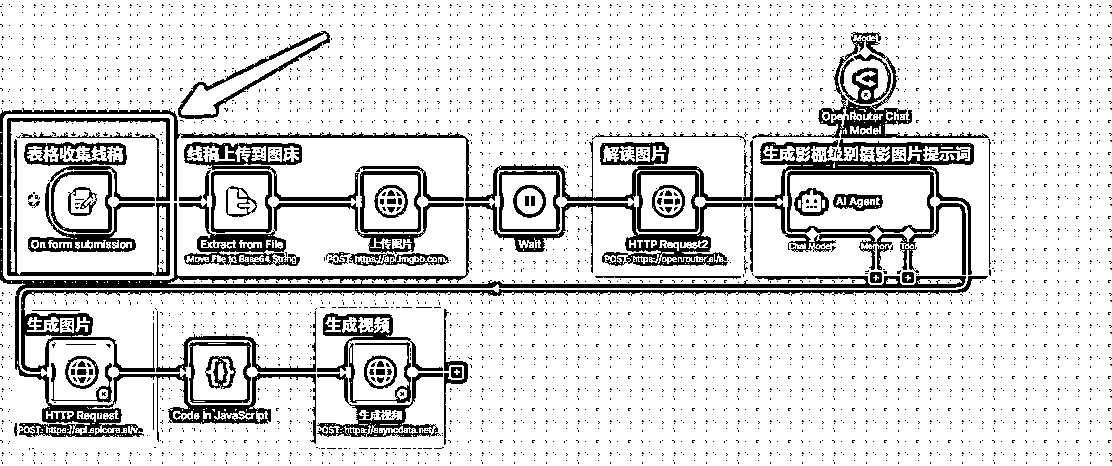 Model
OpenRouter Chat
Model
表格收集线稿
线稿上传到图床
解读图片
生成影棚级别摄影图片提示词
AI Agent
On form submission
Extract from File
Move File to Base64 String
上传图片
POST: https://api.imgbb.com...
Wait
HTTP Request2
POST: https://openrouter.ai/a...
Chat Model
Memory
Tool
生成图片
生成视频
HTTP Request
POST: https://api.apicore.ai/v...
Code in JavaScript
生成视频
POST: https://asyncdata.net/...